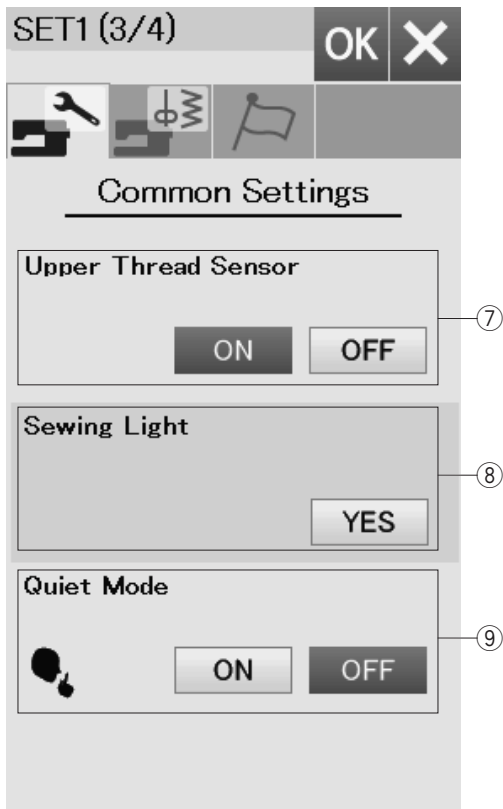 SET1 (3/4)
OK
Common Settings
Upper Thread Sensor
ON OFF
⑦
Sewing Light
⑧
YES
Quiet Mode
⑨
ON OFF